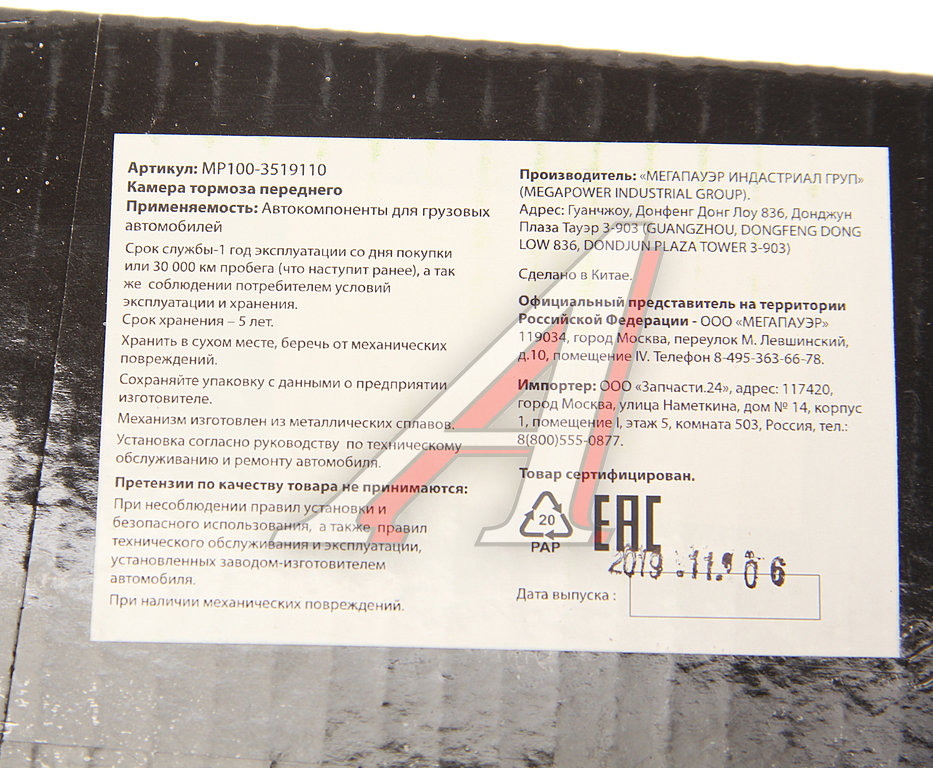 Артикул: MP100-3519110
Камера тормоза переднего
Применяемость: Автокомпоненты для грузовых
автомобилей
Срок службы-1 год эксплуатации со дня покупки
или 30 000 км пробега (что наступит ранее), а так
же соблюдении потребителем условий
эксплуатации и хранения.
Срок хранения – 5 лет.
Хранить в сухом месте, беречь от механических
повреждений.
Сохраняйте упаковку с данными о предприятии
изготовителе.
Механизм изготовлен из металлических сплавов.
Установка согласно руководству по техническому
обслуживанию и ремонту автомобиля.
Претензии по качеству товара не принимаются:
При несоблюдении правил установки и
безопасного использования, а также правил
технического обслуживания и эксплуатации,
установленных заводом-изготовителем
автомобиля.
При наличии механических повреждений.
Производитель: «МЕГАПАУЭР ИНДАСТРИАЛ ГРУП»
(MEGAPOWER INDUSTRIAL GROUP).
Адрес: Гуанчжоу, Донфенг Донг Лоу 836, Донджун
Плаза Тауэр 3-903 (GUANGZHOU, DONGFENG DONG
LOW 836, DONDJUN PLAZA TOWER 3-903)
Сделано в Китае.
Официальный представитель на территории
Российской Федерации - ООО «МЕГАПАУЭР»
119034, город Москва, переулок М. Левшинский,
д.10, помещение IV. Телефон 8-495-363-66-78.
Импортер: ООО «Запчасти.24», адрес: 117420,
город Москва, улица Наметкина, дом № 14, корпус
1, помещение I, этаж 5, комната 503, Россия, тел.:
8(800)555-0877.
Товар сертифицирован.
20
PAP
EAC
2019.11.06
Дата выпуска :